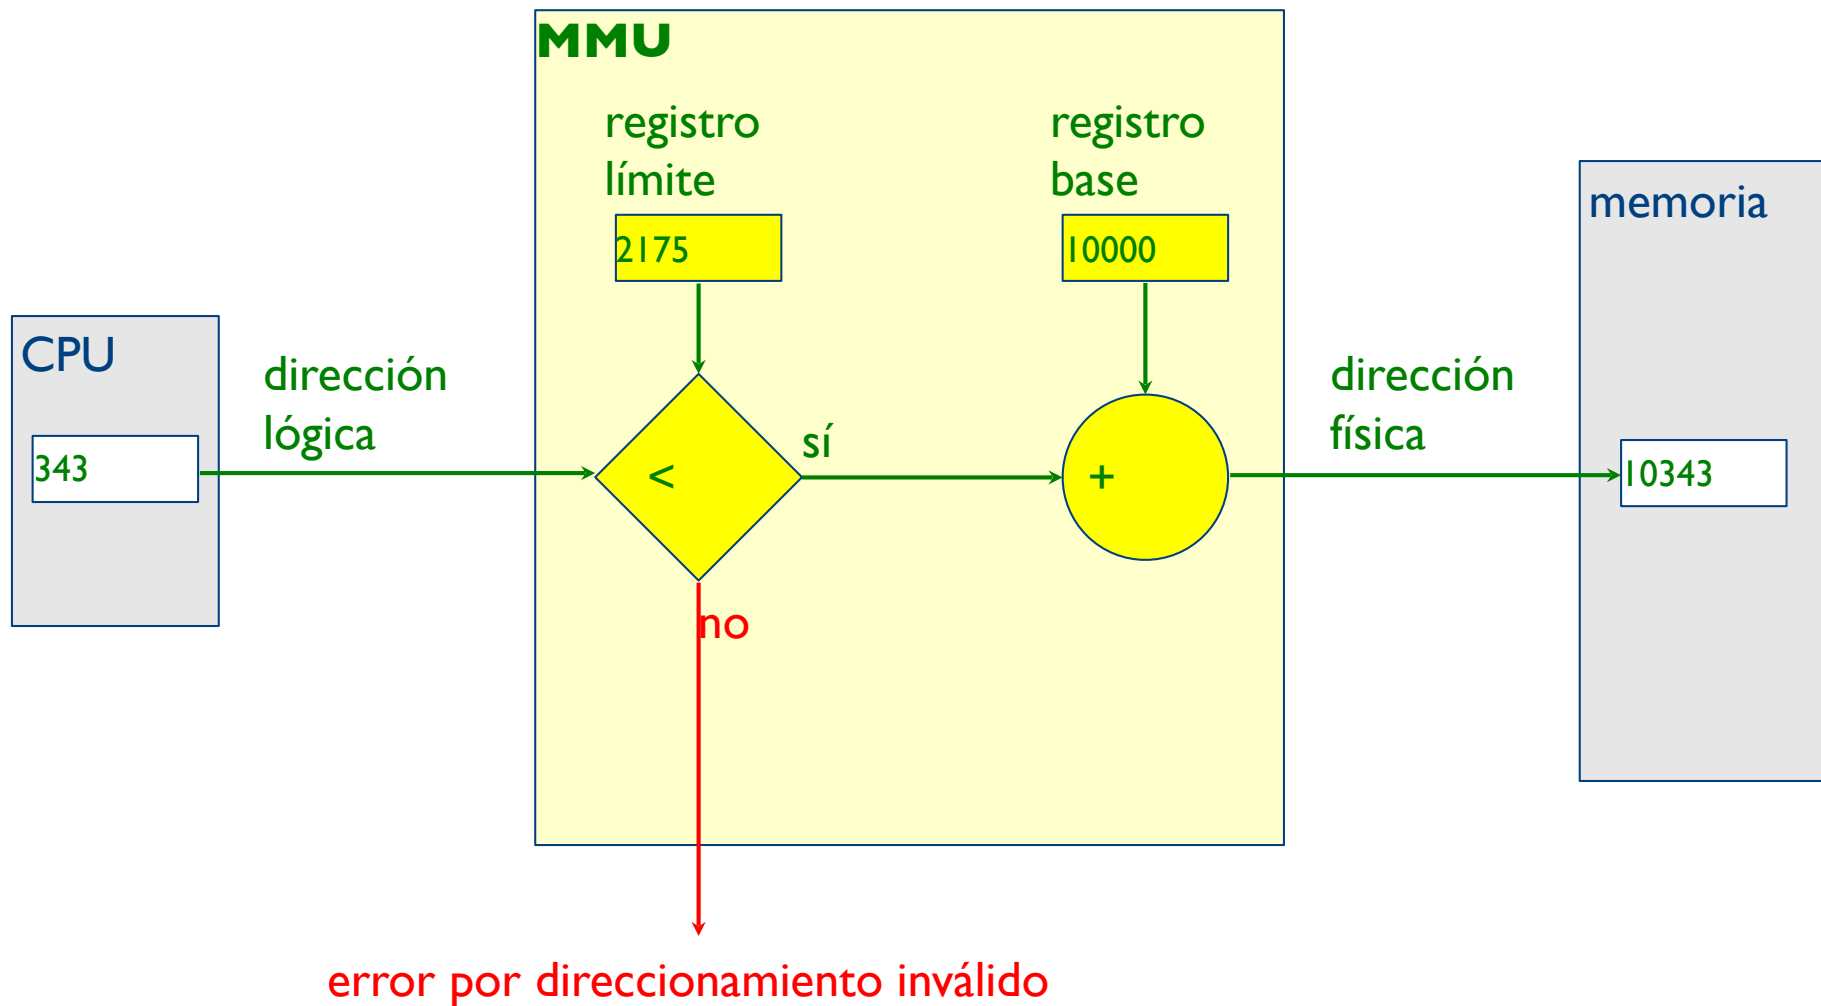 MMU
registro
límite
2175
registro
base
10000
memoria
CPU
343
dirección
lógica
<
sí
+
dirección
física
10343
no
error por direccionamiento inválido